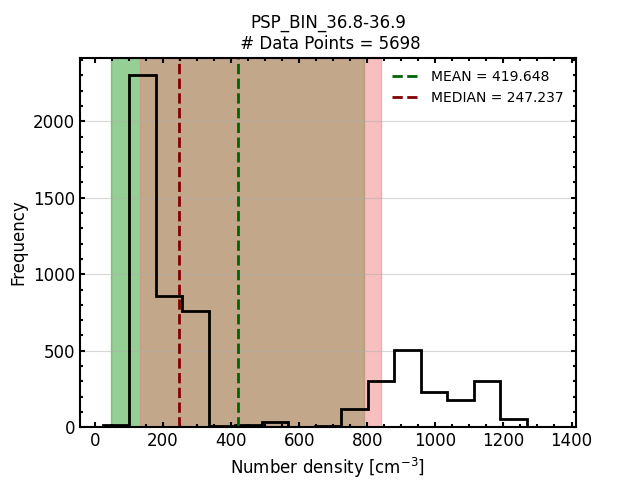 PSP_BIN_36.8-36.9
# Data Points = 5698
MEAN = 419.648
MEDIAN = 247.237
Frequency
2000
1500
1000
500
0
0 200 400 600 800 1000 1200 1400
Number density [cm⁻³]